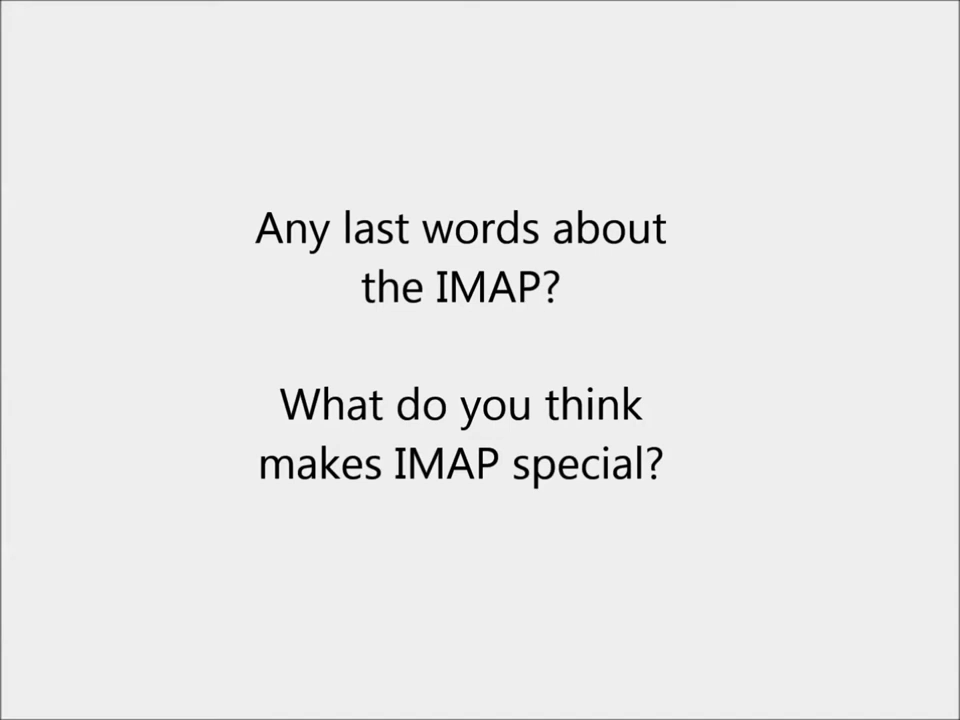 Any last words about
the IMAP?
What do you think
makes IMAP special?